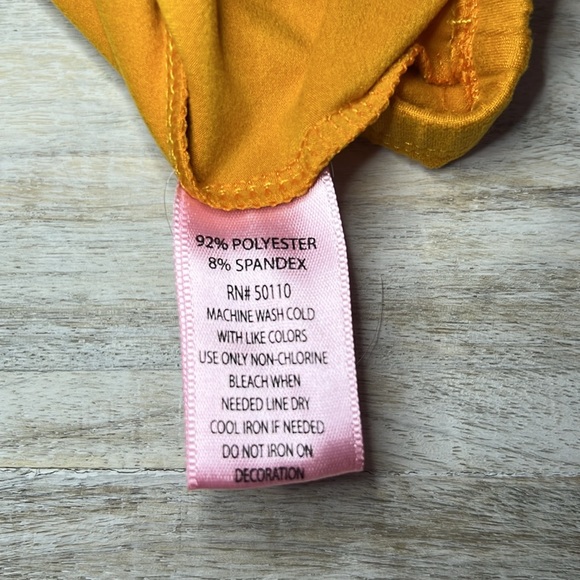 92% POLYESTER
8% SPANDEX
RN# 50110
MACHINE WASH COLD
WITH LIKE COLORS
USE ONLY NON-CHLORINE
BLEACH WHEN
NEEDED LINE DRY
COOL IRON IF NEEDED
DO NOT IRON ON
DECORATION